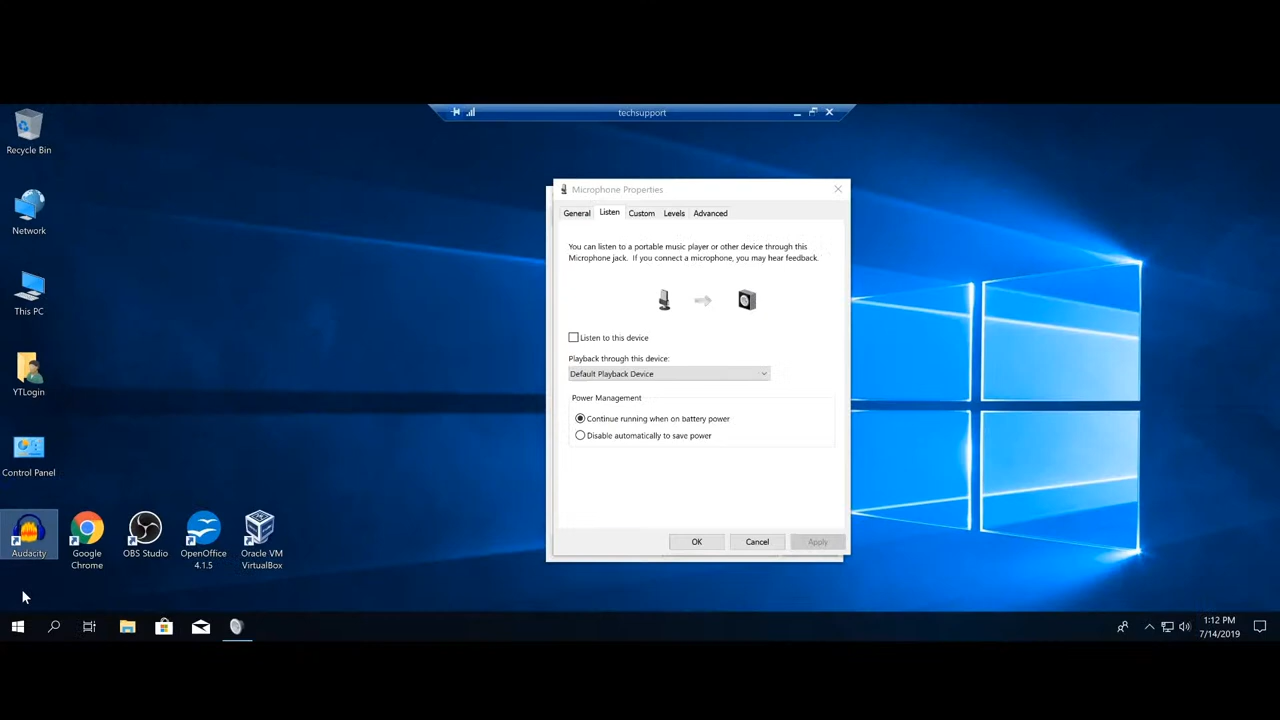 techsupport
Recycle Bin
Network
This PC
YTLogin
Control Panel
Audacity
Google
Chrome
OBS Studio
OpenOffice
4.1.5
Oracle VM
VirtualBox
Microphone Properties
General Listen Custom Levels Advanced
You can listen to a portable music player or other device through this
Microphone jack. If you connect a microphone, you may hear feedback.
Listen to this device
Playback through this device:
Default Playback Device
Power Management
Continue running when on battery power
Disable automatically to save power
OK Cancel Apply
1:12 PM
7/14/2019